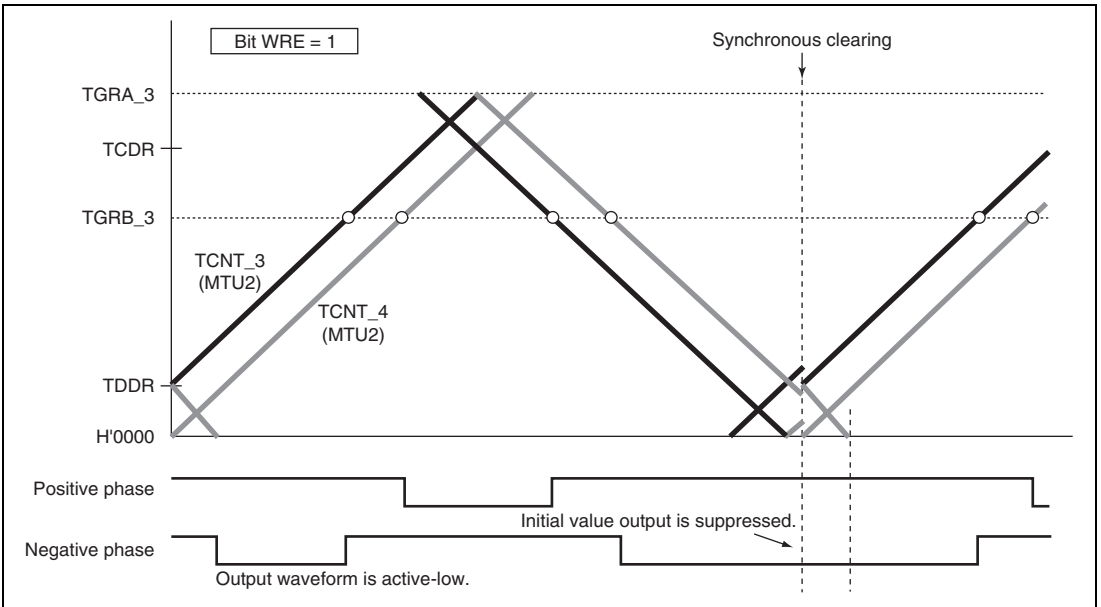 Bit WRE = 1
Synchronous clearing
TGRA_3
TCDR
TGRB_3
TCNT_3
(MTU2)
TCNT_4
(MTU2)
TDDR
H'0000
Positive phase
Initial value output is suppressed.
Negative phase
Output waveform is active-low.